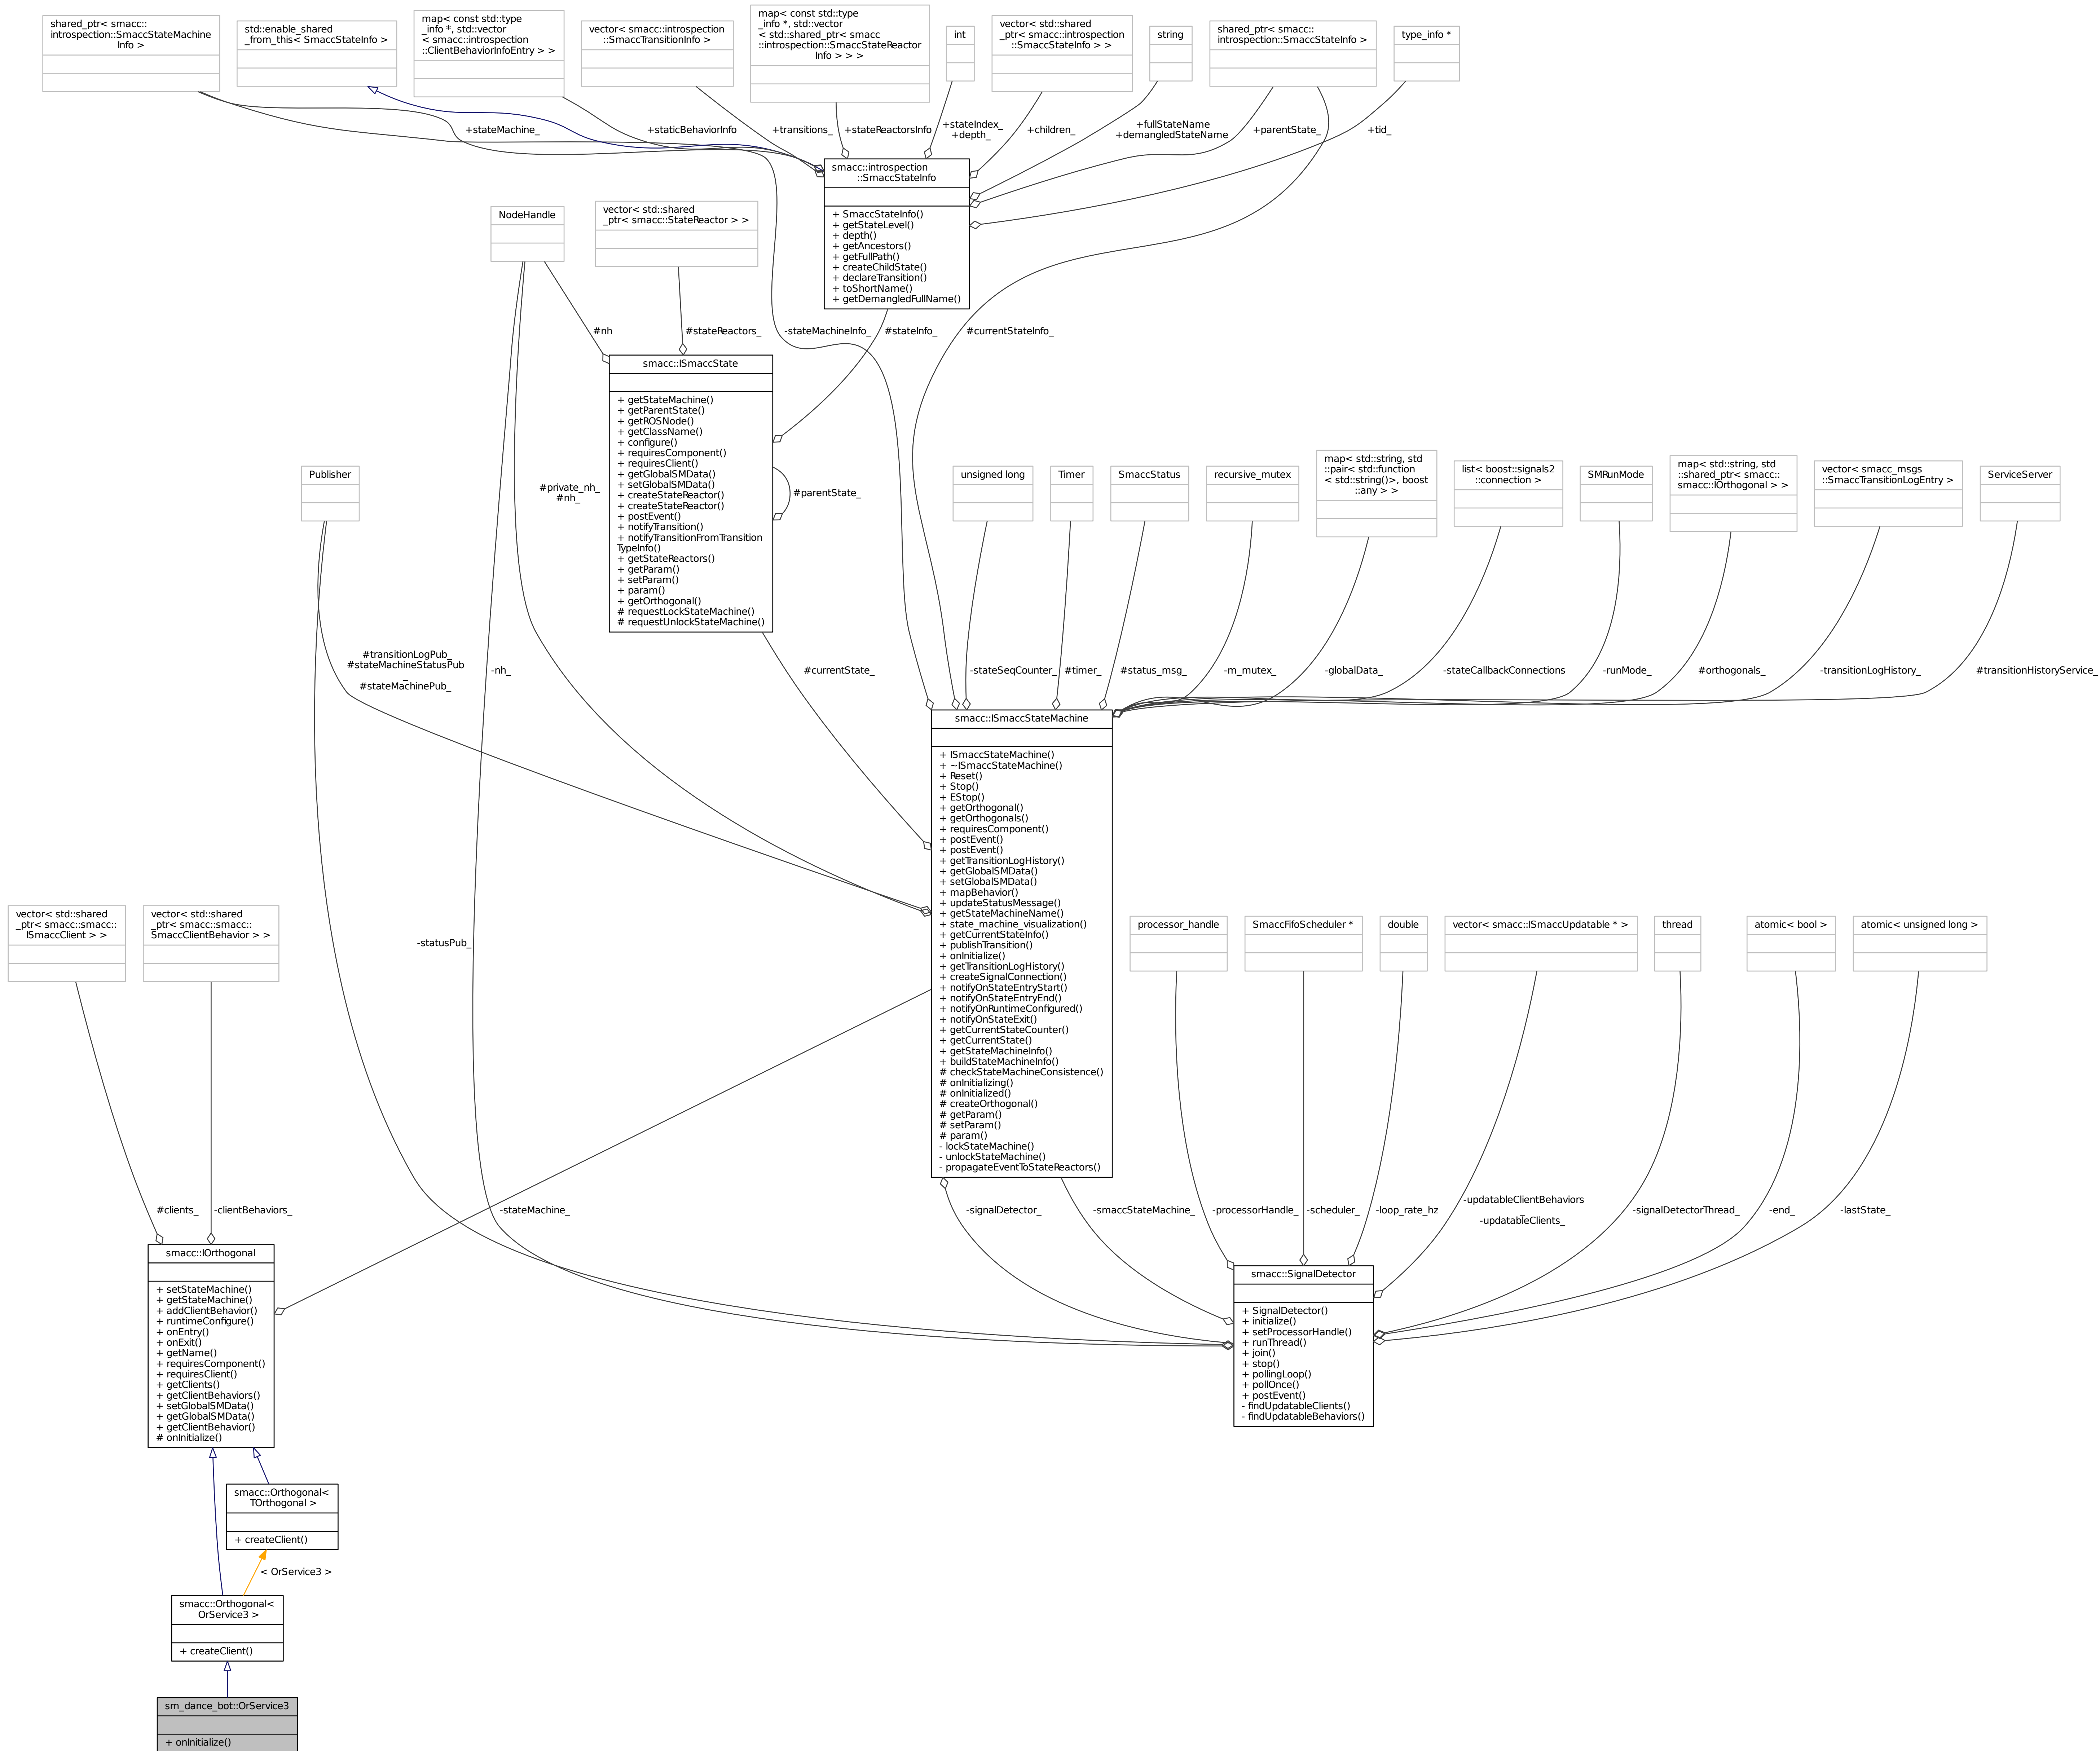 shared_ptr< smacc::
introspection::SmaccStateMachine
Info >
std::enable_shared
_from_this< SmaccStateInfo >
map< const std::type
_info *, std::vector
< smacc::introspection
::ClientBehaviorInfoEntry > >
vector< smacc::introspection
::SmaccTransitionInfo >
map< const std::type
_info *, std::vector
< std::shared_ptr< smacc
::introspection::SmaccStateReactor
Info > > >
int
vector< std::shared
_ptr< smacc::introspection
::SmaccStateInfo > >
string
shared_ptr< smacc::
introspection::SmaccStateInfo >
type_info *
+stateMachine_
+staticBehaviorInfo
+transitions_
+stateReactorsInfo
+stateIndex_
+depth_
+children_
+fullStateName
+demangledStateName
+parentState_
+tid_
smacc::introspection
::SmaccStateInfo
+ SmaccStateInfo()
+ getStateLevel()
+ depth()
+ getAncestors()
+ getFullPath()
+ createChildState()
+ declareTransition()
+ toShortName()
+ getDemangledFullName()
NodeHandle
vector< std::shared
_ptr< smacc::StateReactor > >
#nh
#stateReactors_
-stateMachineInfo_
#stateInfo_
#currentStateInfo_
smacc::ISmaccState
+ getStateMachine()
+ getParentState()
+ getROSNode()
+ getClassName()
+ configure()
+ requiresComponent()
+ requiresClient()
+ getGlobalSMData()
+ setGlobalSMData()
+ createStateReactor()
+ createStateReactor()
+ postEvent()
+ notifyTransition()
+ notifyTransitionFromTransition
TypeInfo()
+ getStateReactors()
+ getParam()
+ setParam()
+ param()
+ getOrthogonal()
# requestLockStateMachine()
# requestUnlockStateMachine()
#parentState_
Publisher
#private_nh_
#nh_
unsigned long
Timer
SmaccStatus
recursive_mutex
map< std::string, std
::pair< std::function
< std::string()>, boost
::any > >
list< boost::signals2
::connection >
SMRunMode
map< std::string, std
::shared_ptr< smacc::
smacc::IOrthogonal > >
vector< smacc_msgs
::SmaccTransitionLogEntry >
ServiceServer
#transitionLogPub_
#stateMachineStatusPub
_
#stateMachinePub_
-nh_
#currentState_
-stateSeqCounter_
#timer_
#status_msg_
-m_mutex_
-globalData_
-stateCallbackConnections
-runMode_
#orthogonals_
-transitionLogHistory_
#transitionHistoryService_
smacc::ISmaccStateMachine
+ ISmaccStateMachine()
+ ~ISmaccStateMachine()
+ Reset()
+ Stop()
+ EStop()
+ getOrthogonal()
+ getOrthogonals()
+ requiresComponent()
+ postEvent()
+ postEvent()
+ getTransitionLogHistory()
+ getGlobalSMData()
+ setGlobalSMData()
+ mapBehavior()
+ updateStatusMessage()
+ getStateMachineName()
+ state_machine_visualization()
+ getCurrentStateInfo()
+ publishTransition()
+ onInitialize()
+ getTransitionLogHistory()
+ createSignalConnection()
+ notifyOnStateEntryStart()
+ notifyOnStateEntryEnd()
+ notifyOnRuntimeConfigured()
+ notifyOnStateExit()
+ getCurrentStateCounter()
+ getCurrentState()
+ getStateMachineInfo()
+ buildStateMachineInfo()
# checkStateMachineConsistence()
# onInitializing()
# onInitialized()
# createOrthogonal()
# getParam()
# setParam()
# param()
- lockStateMachine()
- unlockStateMachine()
- propagateEventToStateReactors()
vector< std::shared
_ptr< smacc::smacc::
ISmaccClient > >
vector< std::shared
_ptr< smacc::smacc::
SmaccClientBehavior > >
-statusPub_
processor_handle
SmaccFifoScheduler *
double
vector< smacc::ISmaccUpdatable * >
thread
atomic< bool >
atomic< unsigned long >
#clients_
-clientBehaviors_
-stateMachine_
-signalDetector_
-smaccStateMachine_
-processorHandle_
-scheduler_
-loop_rate_hz
-updatableClientBehaviors
_
-updatableClients_
-signalDetectorThread_
-end_
-lastState_
smacc::IOrthogonal
+ setStateMachine()
+ getStateMachine()
+ addClientBehavior()
+ runtimeConfigure()
+ onEntry()
+ onExit()
+ getName()
+ requiresComponent()
+ requiresClient()
+ getClients()
+ getClientBehaviors()
+ setGlobalSMData()
+ getGlobalSMData()
+ getClientBehavior()
# onInitialize()
smacc::SignalDetector
+ SignalDetector()
+ initialize()
+ setProcessorHandle()
+ runThread()
+ join()
+ stop()
+ pollingLoop()
+ pollOnce()
+ postEvent()
- findUpdatableClients()
- findUpdatableBehaviors()
smacc::Orthogonal<
TOrthogonal >
+ createClient()
< OrService3 >
smacc::Orthogonal<
OrService3 >
+ createClient()
sm_dance_bot::OrService3
+ onInitialize()